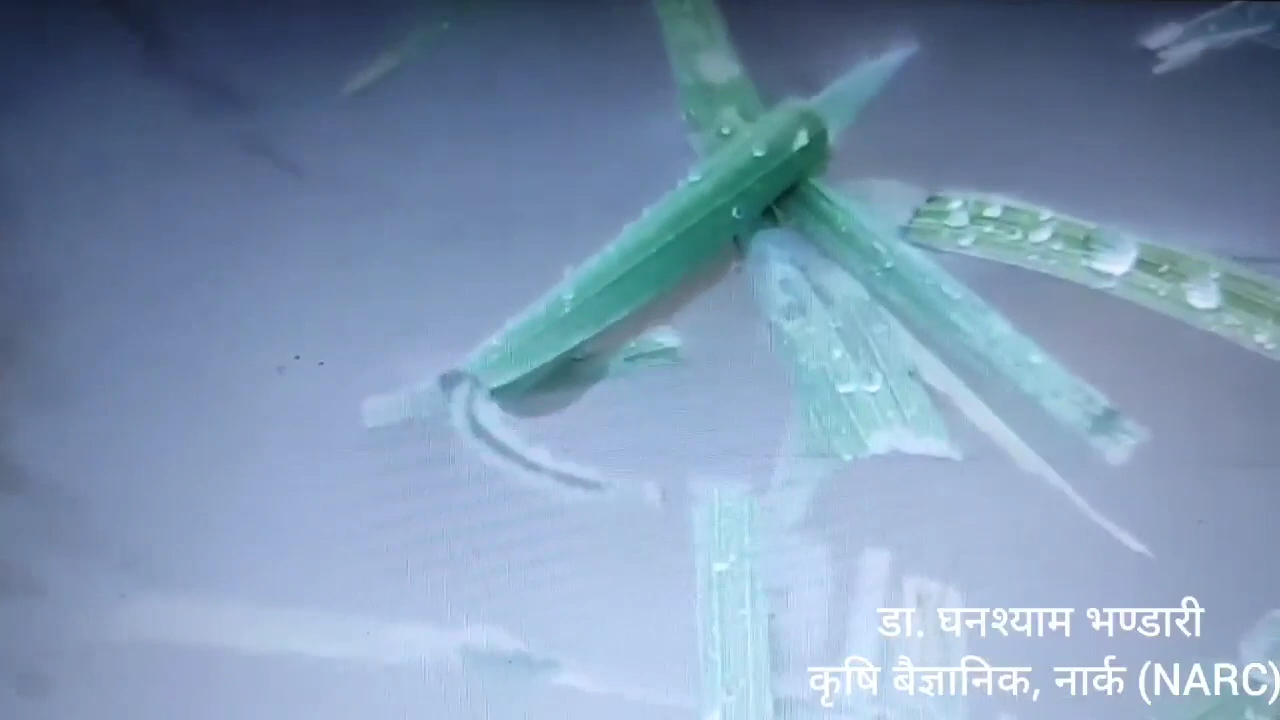 डा. घनश्याम भण्डारी
कृषि बैज्ञानिक, नार्क (NARC)